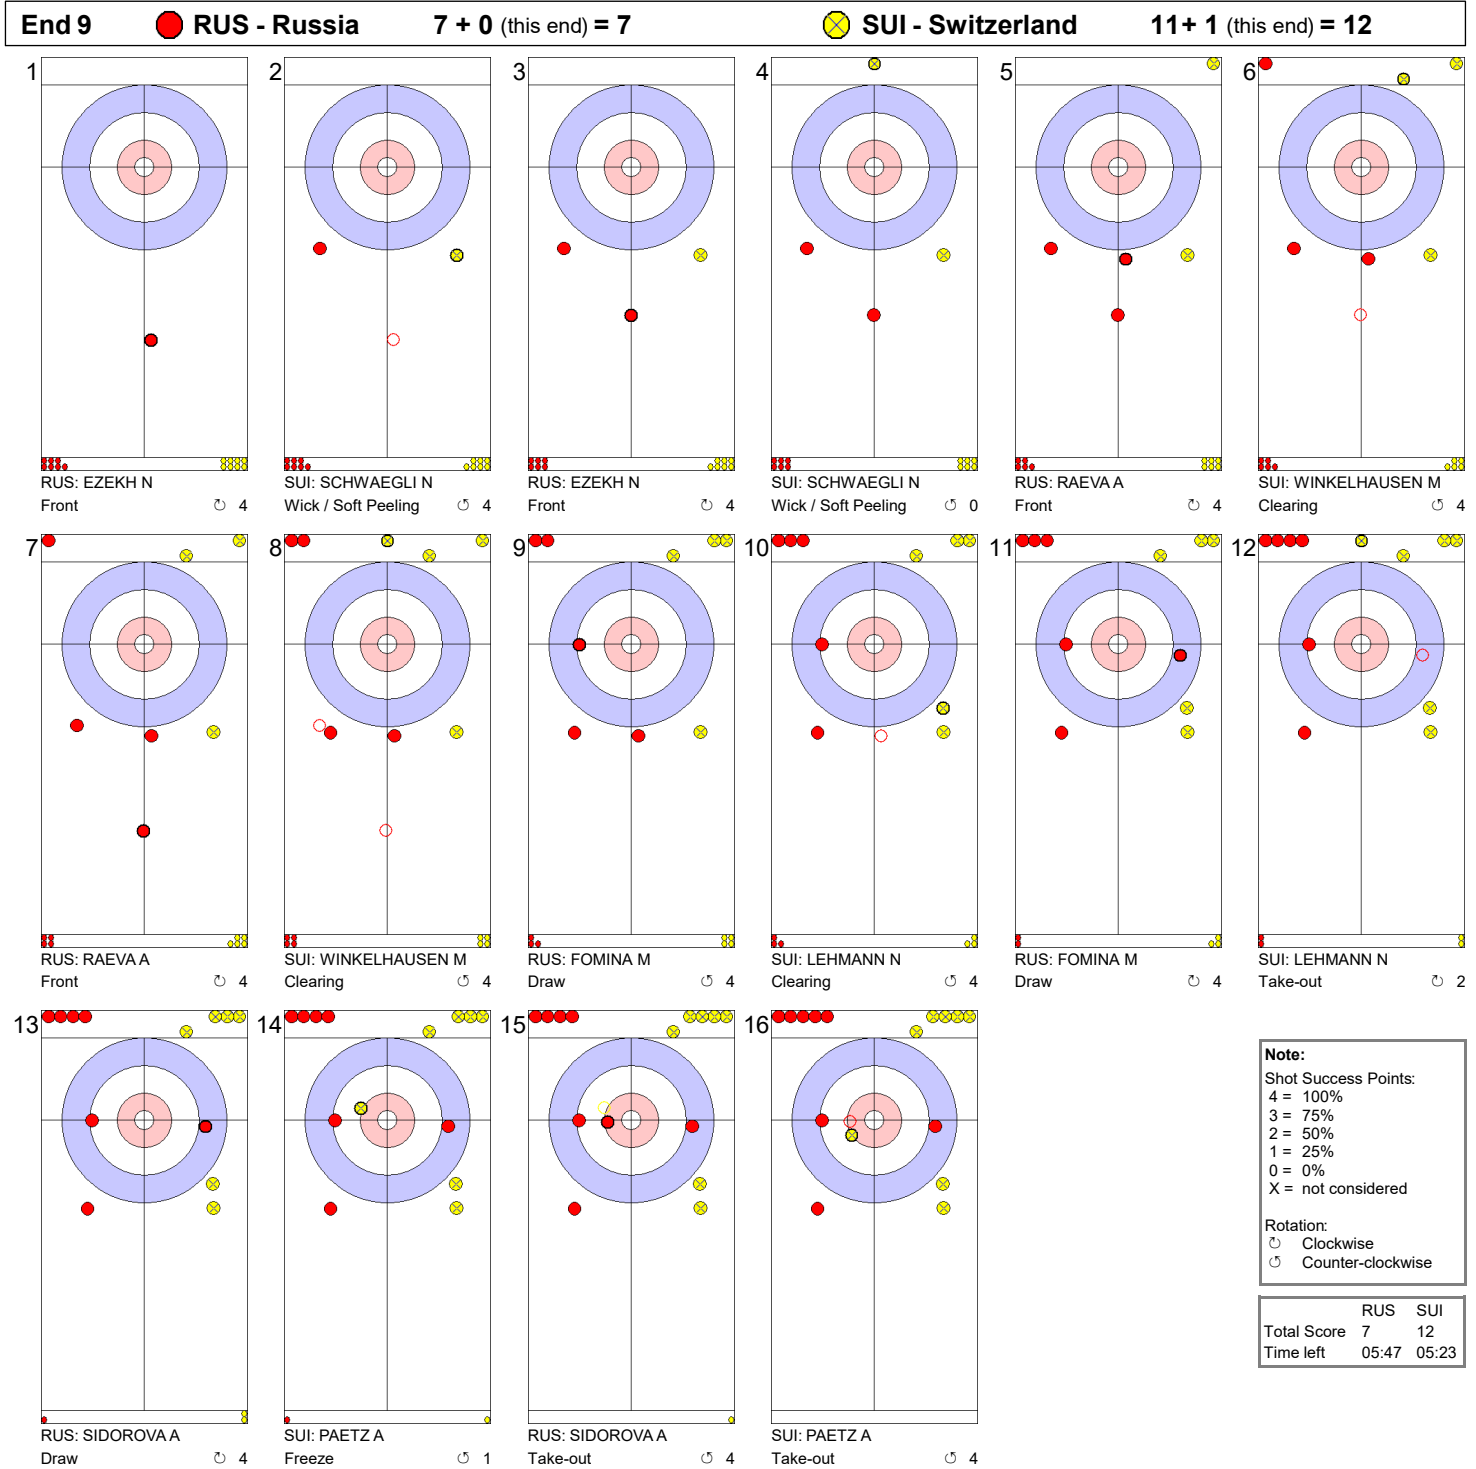 End 9 RUS - Russia 7 + 0 (this end) = 7 SUI - Switzerland 11+ 1 (this end) = 12
1 2 3 4 5 6
RUS: EZEKH N SUI: SCHWAEGLI N RUS: EZEKH N SUI: SCHWAEGLI N RUS: RAEVA A SUI: WINKELHAUSEN M
Front ↻ 4 Wick / Soft Peeling ↺ 4 Front ↻ 4 Wick / Soft Peeling ↺ 0 Front ↻ 4 Clearing ↺ 4
7 8 9 10 11 12
RUS: RAEVA A SUI: WINKELHAUSEN M RUS: FOMINA M SUI: LEHMANN N RUS: FOMINA M SUI: LEHMANN N
Front ↻ 4 Clearing ↺ 4 Draw ↺ 4 Clearing ↺ 4 Draw ↺ 4 Take-out ↻ 2
13 14 15 16
RUS: SIDOROVA A SUI: PAETZ A RUS: SIDOROVA A SUI: PAETZ A
Draw ↻ 4 Freeze ↺ 1 Take-out ↻ 4 Take-out ↺ 4
Note:
Shot Success Points:
4 = 100%
3 = 75%
2 = 50%
1 = 25%
0 = 0%
X = not considered
Rotation:
↻ Clockwise
↺ Counter-clockwise
RUS SUI
Total Score 7 12
Time left 05:47 05:23